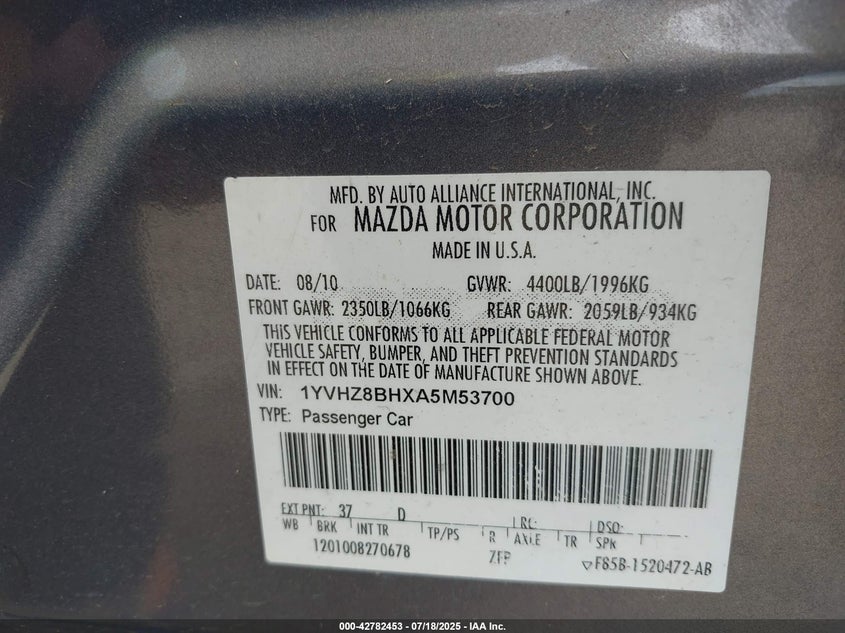 MFD. BY AUTO ALLIANCE INTERNATIONAL, INC.
FOR MAZDA MOTOR CORPORATION
MADE IN U.S.A.
DATE: 08/10 GVWR: 4400LB/1996KG
FRONT GAWR: 2350LB/1066KG REAR GAWR: 2059LB/934KG
THIS VEHICLE CONFORMS TO ALL APPLICABLE FEDERAL MOTOR
VEHICLE SAFETY, BUMPER, AND THEFT PREVENTION STANDARDS
IN EFFECT ON THE DATE OF MANUFACTURE SHOWN ABOVE.
VIN: 1YVHZ8BHXA5M53700
TYPE: Passenger Car
EXT PNT: 37 D RC: DSO:
WB BRK INT TR TP/PS R AXLE TR SPK
1201008270678 ▽F85B-1520472-AB
000-42782453 - 07/18/2025 - IAA Inc.